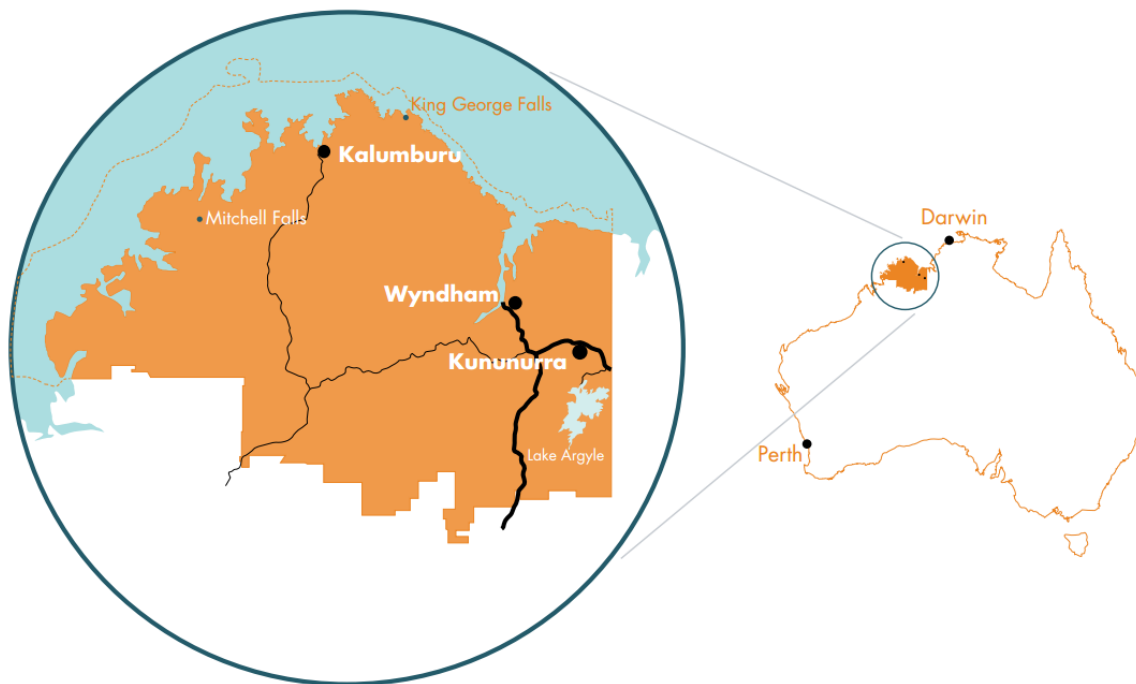 King George Falls
Kalumburu
Mitchell Falls
Wyndham
Kununurra
Lake Argyle
Darwin
Perth